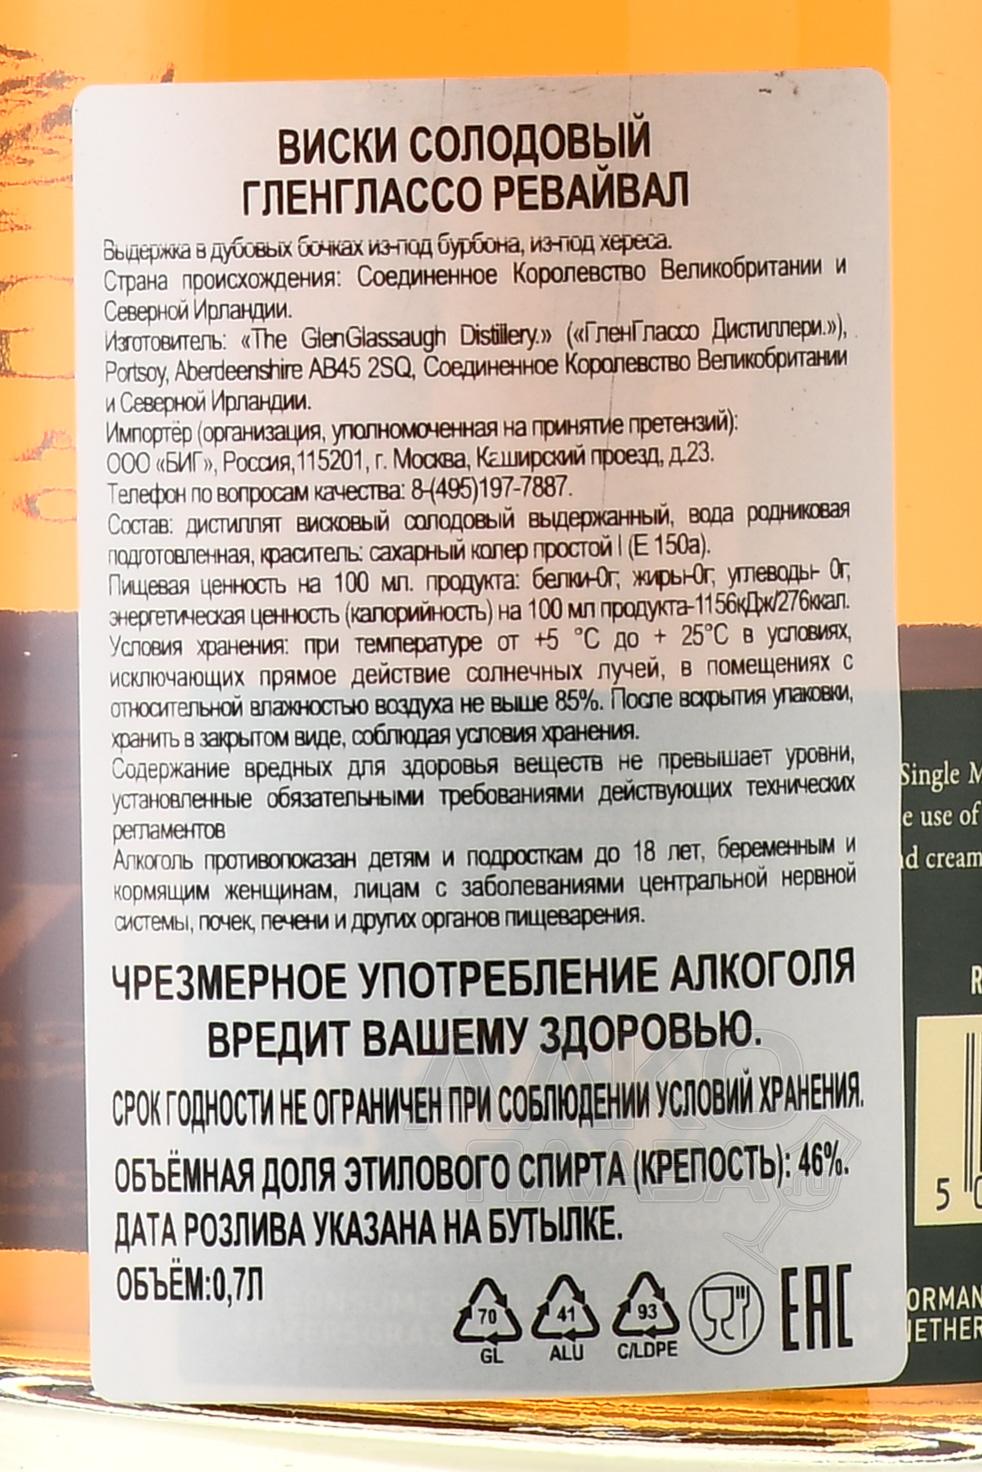 ВИСКИ СОЛОДОВЫЙ
ГЛЕНГЛАССО РЕВАЙВАЛ
Выдержка в дубовых бочках из-под бурбона, из-под хереса.
Страна происхождения: Соединенное Королевство Великобритании и
Северной Ирландии.
Изготовитель: «The GlenGlassaugh Distillery.» («ГленГлассо Дистиллери.»),
Portsoy, Aberdeenshire AB45 2SQ, Соединенное Королевство Великобритании
и Северной Ирландии.
Импортёр (организация, уполномоченная на принятие претензий):
ООО «БИГ», Россия,115201, г. Москва, Каширский проезд, д.23.
Телефон по вопросам качества: 8-(495)197-7887.
Состав: дистиллят висковый солодовый выдержанный, вода родниковая
подготовленная, краситель: сахарный колер простой I (Е 150а).
Пищевая ценность на 100 мл. продукта: белки-0г, жиры-0г, углеводы- 0г,
энергетическая ценность (калорийность) на 100 мл продукта-1156кДж/276ккал.
Условия хранения: при температуре от +5 °С до + 25°С в условиях,
исключающих прямое действие солнечных лучей, в помещениях с
относительной влажностью воздуха не выше 85%. После вскрытия упаковки,
хранить в закрытом виде, соблюдая условия хранения.
Содержание вредных для здоровья веществ не превышает уровни,
установленные обязательными требованиями действующих технических
регламентов
Алкоголь противопоказан детям и подросткам до 18 лет, беременным и
кормящим женщинам, лицам с заболеваниями центральной нервной
системы, почек, печени и других органов пищеварения.
ЧРЕЗМЕРНОЕ УПОТРЕБЛЕНИЕ АЛКОГОЛЯ
ВРЕДИТ ВАШЕМУ ЗДОРОВЬЮ.
СРОК ГОДНОСТИ НЕ ОГРАНИЧЕН ПРИ СОБЛЮДЕНИИ УСЛОВИЙ ХРАНЕНИЯ.
ОБЪЁМНАЯ ДОЛЯ ЭТИЛОВОГО СПИРТА (КРЕПОСТЬ): 46%.
ДАТА РОЗЛИВА УКАЗАНА НА БУТЫЛКЕ.
ОБЪЁМ:0,7Л
70 41 93
GL ALU C/LDPE
EAC
Single M
e use of
d cream
R
5 0
ORMAN
NETHER
АЛКО
ПЛАЗА.ru